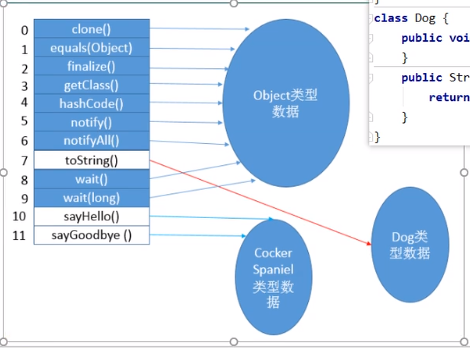 0 clone()
1 equals(Object)
2 finalize()
3 getClass()
4 hashCode()
5 notify()
6 notifyAll()
7 toString()
8 wait()
9 wait(long)
10 sayHello()
11 sayGoodbye ()
Object类型
数据
Cocker
Spaniel
类型数
据
Dog类
型数据
class Dog {
public voi
}
public Str
return
}
}